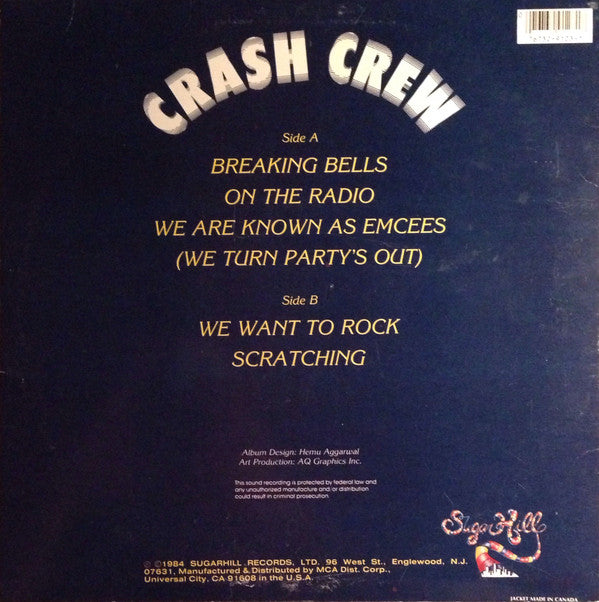 CRASH CREW
Side A
BREAKING BELLS
ON THE RADIO
WE ARE KNOWN AS EMCEES
(WE TURN PARTY'S OUT)
Side B
WE WANT TO ROCK
SCRATCHING
Album Design: Hemu Aggarwal
Art Production: AQ Graphics Inc.
This sound recording is protected by federal law and
any unauthorized manufacture and/or distribution
could result in criminal prosecution.
Sugar Hill
℗ ©1984 SUGARHILL RECORDS, LTD. 96 West St., Englewood, N.J.
07631, Manufactured & Distributed by MCA Dist. Corp.,
Universal City, CA 91608 in the U.S.A.
JACKET MADE IN CANADA